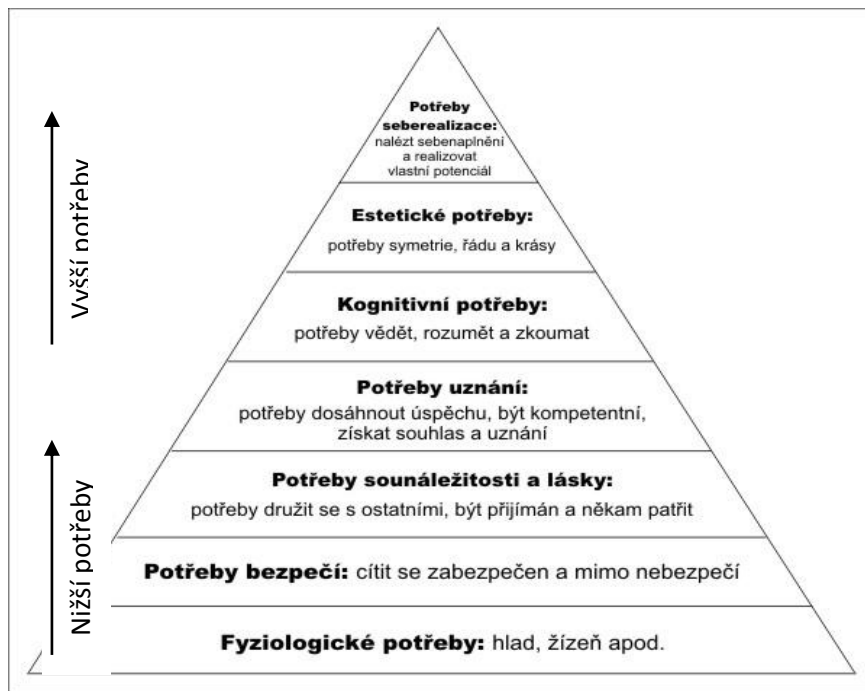 Potřeby
seberealizace:
nalézt sebenaplnění
a realizovat
vlastní potenciál
Estetické potřeby:
potřeby symetrie, řádu a krásy
Kognitivní potřeby:
potřeby vědět, rozumět a zkoumat
Potřeby uznání:
potřeby dosáhnout úspěchu, být kompetentní,
získat souhlas a uznání
Potřeby sounáležitosti a lásky:
potřeby družit se s ostatními, být přijímán a někam patřit
Potřeby bezpečí: cítit se zabezpečen a mimo nebezpečí
Fyziologické potřeby: hlad, žízeň apod.
Vyšší potřeby
Nižší potřeby